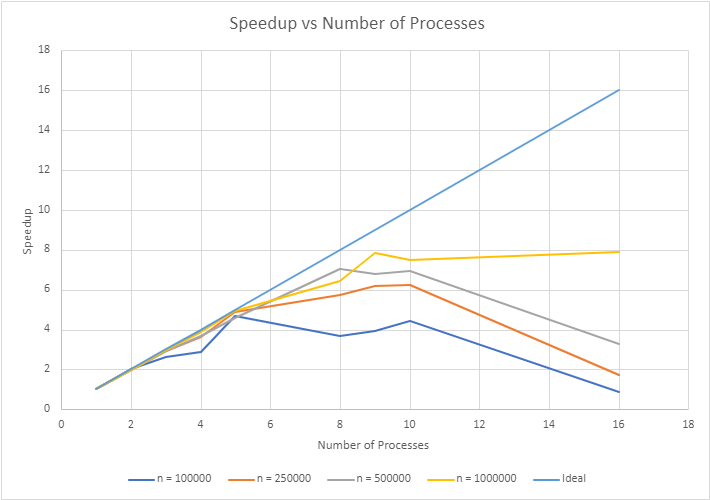 Speedup vs Number of Processes
18
16
14
12
10
8
6
4
2
0
Speedup
0 2 4 6 8 10 12 14 16 18
Number of Processes
n = 100000 n = 250000 n = 500000 n = 1000000 Ideal